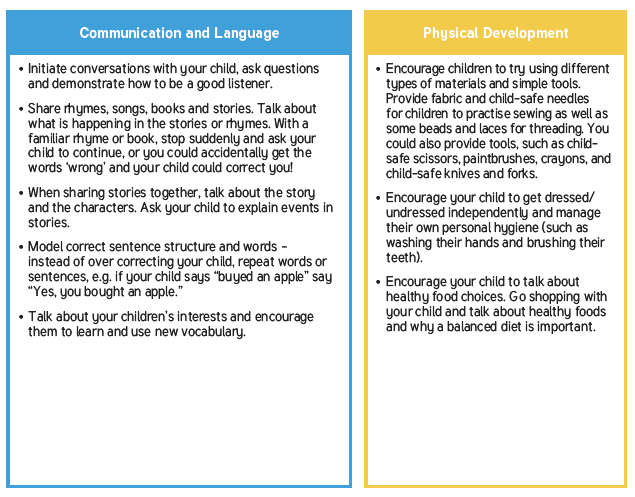 Communication and Language
• Initiate conversations with your child, ask questions
and demonstrate how to be a good listener.
• Share rhymes, songs, books and stories. Talk about
what is happening in the stories or rhymes. With a
familiar rhyme or book, stop suddenly and ask your
child to continue, or you could accidentally get the
words ‘wrong’ and your child could correct you!
• When sharing stories together, talk about the story
and the characters. Ask your child to explain events in
stories.
• Model correct sentence structure and words –
instead of over correcting your child, repeat words or
sentences, e.g. if your child says “buyed an apple” say
“Yes, you bought an apple.”
• Talk about your children’s interests and encourage
them to learn and use new vocabulary.
Physical Development
• Encourage children to try using different
types of materials and simple tools.
Provide fabric and child-safe needles
for children to practise sewing as well as
some beads and laces for threading. You
could also provide tools, such as child-
safe scissors, paintbrushes, crayons, and
child-safe knives and forks.
• Encourage your child to get dressed/
undressed independently and manage
their own personal hygiene (such as
washing their hands and brushing their
teeth).
• Encourage your child to talk about
healthy food choices. Go shopping with
your child and talk about healthy foods
and why a balanced diet is important.